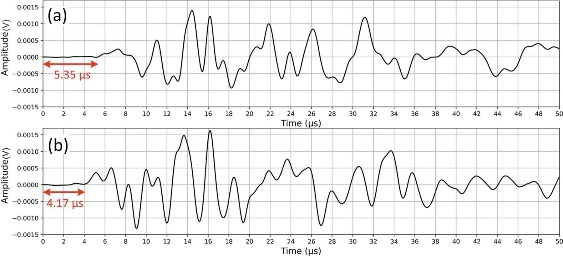 (a)
0.0015
0.0010
0.0005
0.0000
−0.0005
−0.0010
−0.0015
Amplitude(V)
5.35 μs
0 2 4 6 8 10 12 14 16 18 20 22 24 26 28 30 32 34 36 38 40 42 44 46 48 50
Time (μs)
(b)
0.0015
0.0010
0.0005
0.0000
−0.0005
−0.0010
−0.0015
Amplitude(V)
4.17 μs
0 2 4 6 8 10 12 14 16 18 20 22 24 26 28 30 32 34 36 38 40 42 44 46 48 50
Time (μs)